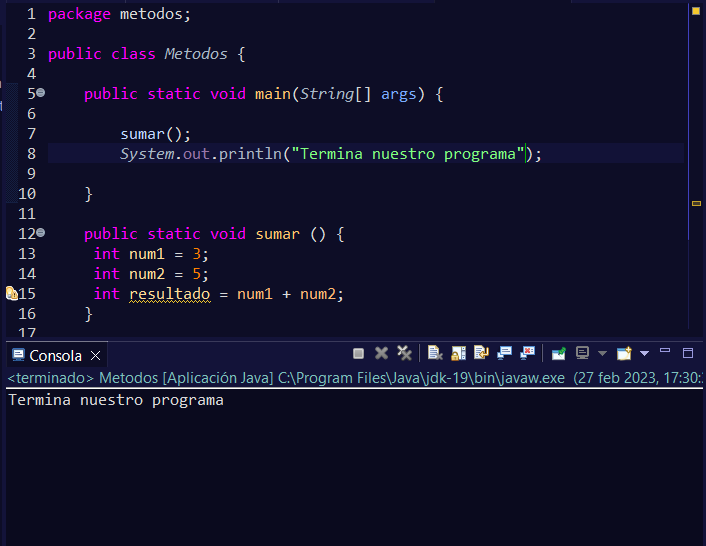 1 package metodos;
2
3 public class Metodos {
4
5 public static void main(String[] args) {
6
7 sumar();
8 System.out.println("Termina nuestro programa");
9
10 }
11
12 public static void sumar () {
13 int num1 = 3;
14 int num2 = 5;
15 int resultado = num1 + num2;
16 }
17
Consola
<terminado> Metodos [Aplicación Java] C:\Program Files\Java\jdk-19\bin\javaw.exe (27 feb 2023, 17:30:
Termina nuestro programa